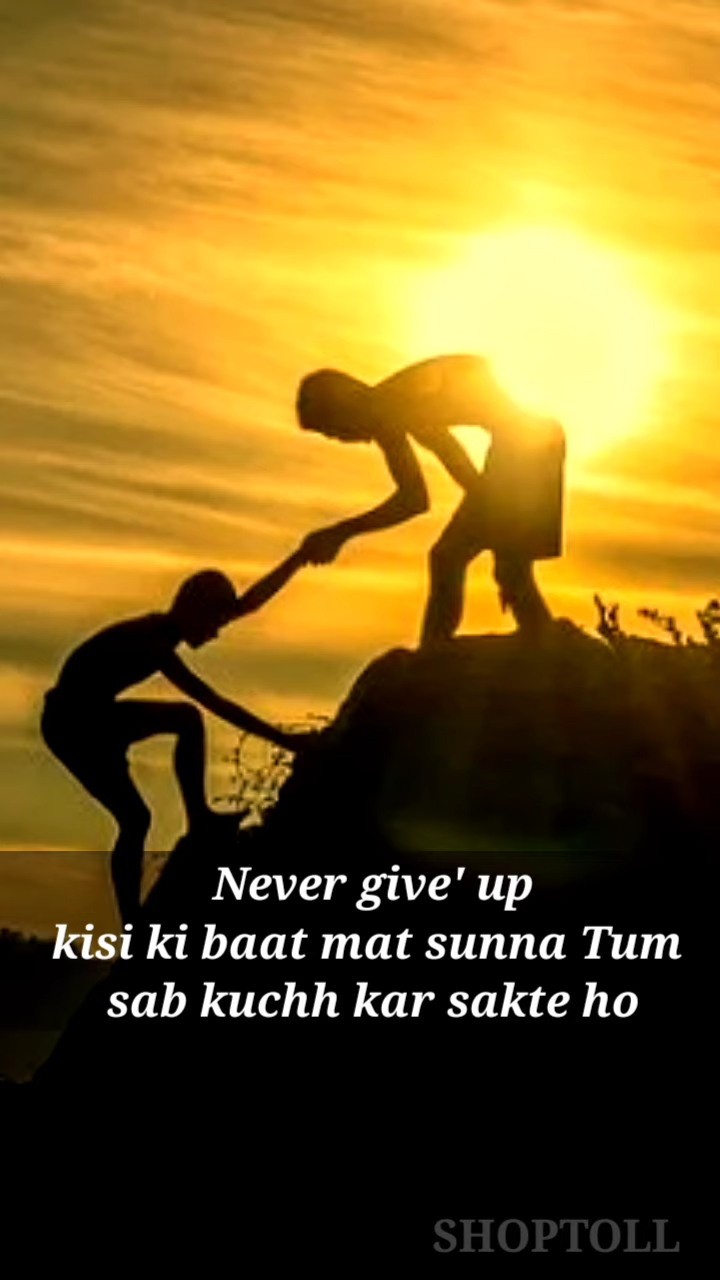 Never give' up
kisi ki baat mat sunna Tum
sab kuchh kar sakte ho
SHOPTOLL